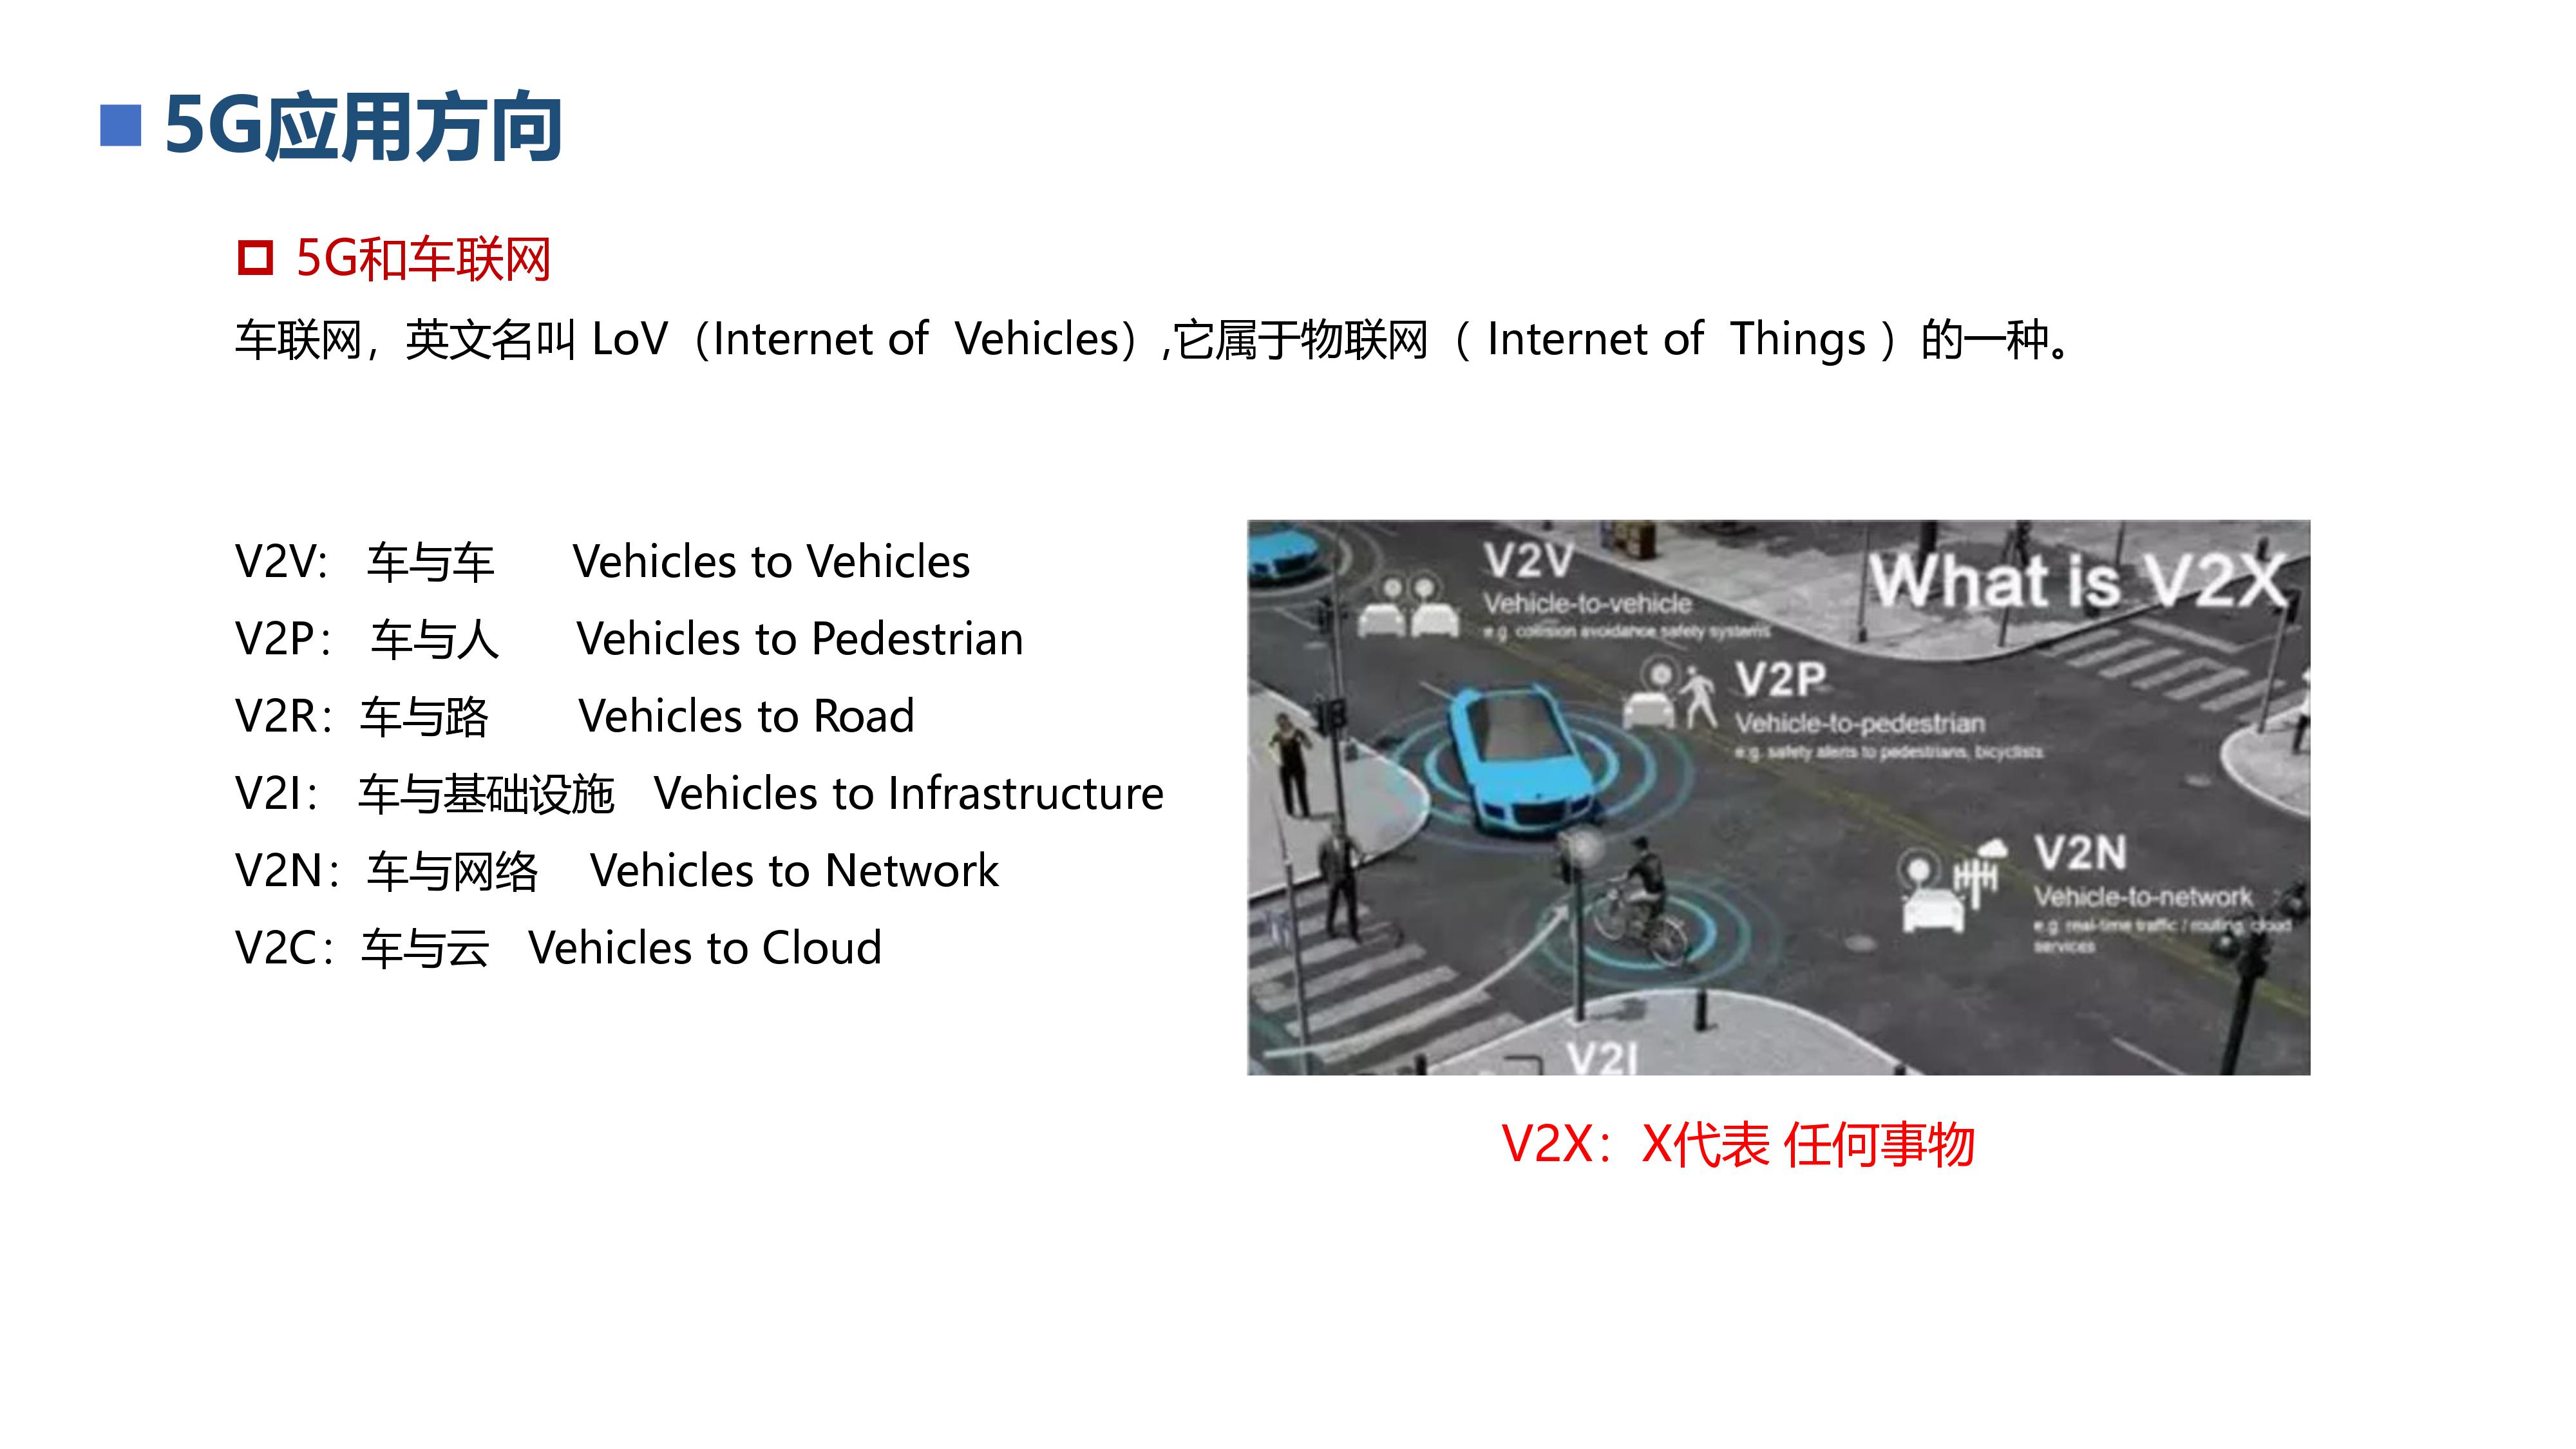 5G应用方向
5G和车联网
车联网，英文名叫 LoV（Internet of Vehicles）,它属于物联网（ Internet of Things ）的一种。
V2V: 车与车 Vehicles to Vehicles
V2P： 车与人 Vehicles to Pedestrian
V2R：车与路 Vehicles to Road
V2I： 车与基础设施 Vehicles to Infrastructure
V2N：车与网络 Vehicles to Network
V2C：车与云 Vehicles to Cloud
What is V2X
V2V
Vehicle-to-vehicle
e.g. collision avoidance safety systems
V2P
Vehicle-to-pedestrian
e.g. safety alerts to pedestrians, bicyclists
V2N
Vehicle-to-network
e.g. real-time traffic / routing, cloud
services
V2I
V2X：X代表 任何事物